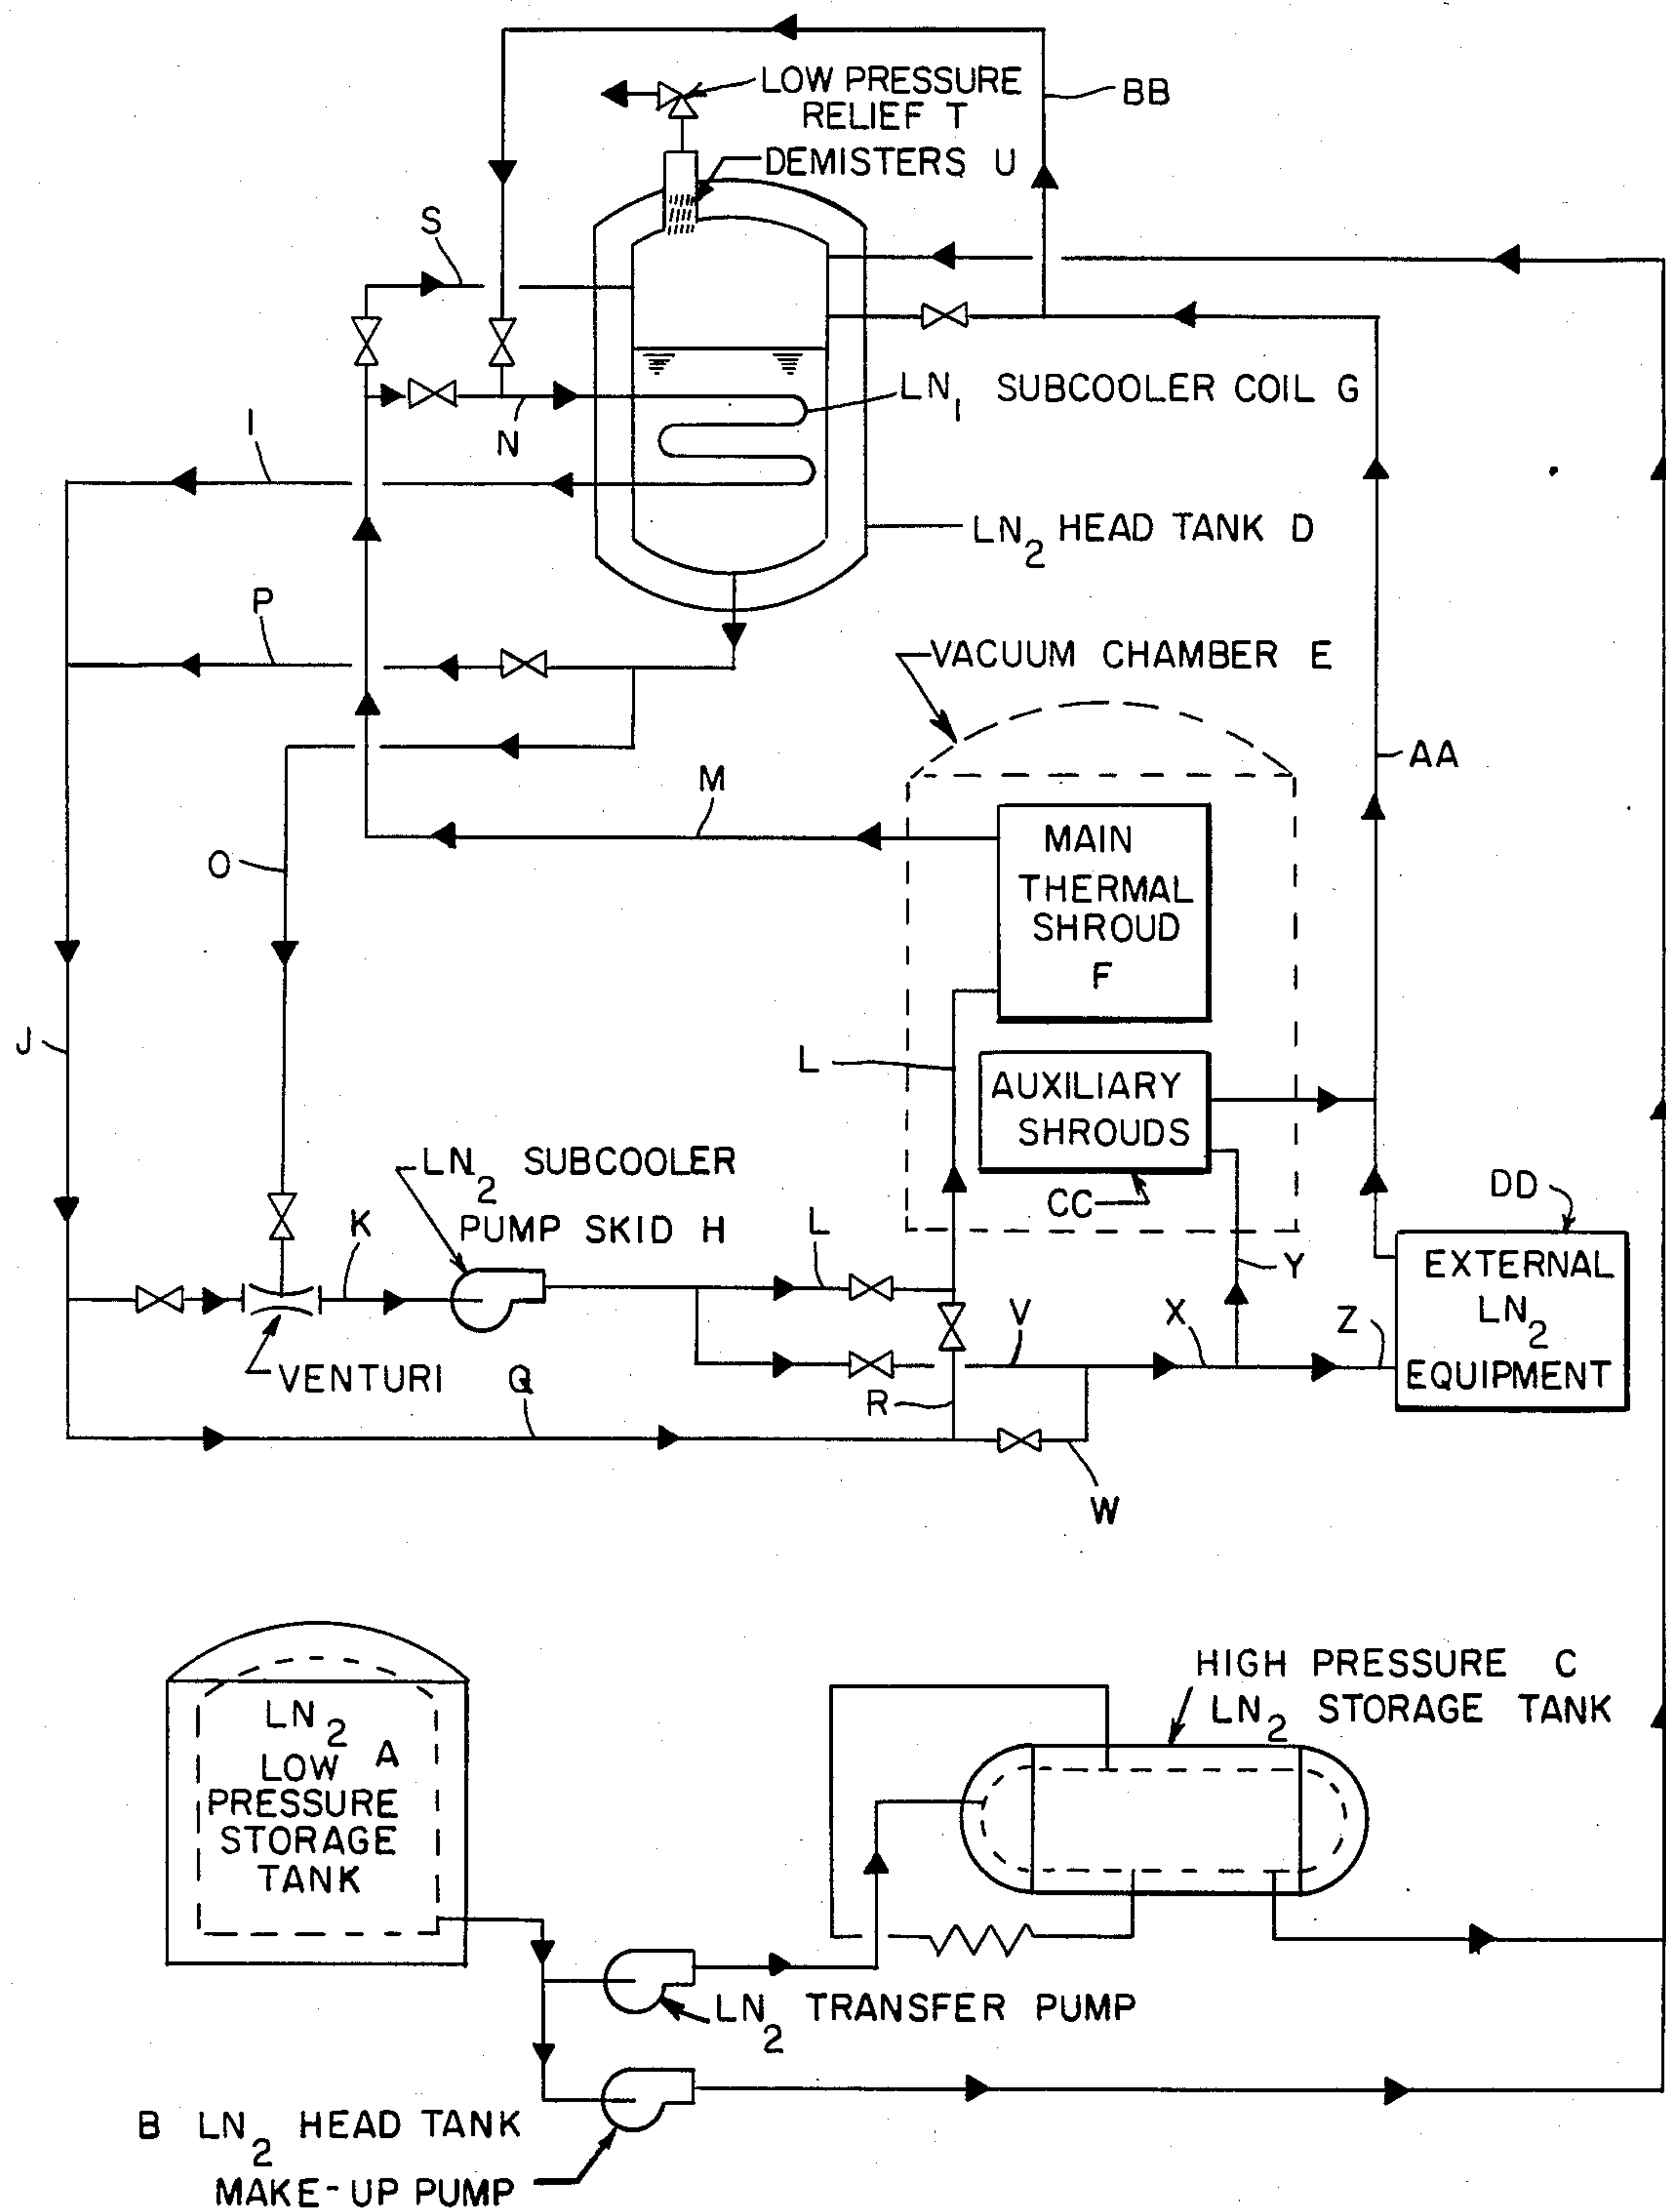 LOW PRESSURE
RELIEF T
BB
DEMISTERS U
S
LN1 SUBCOOLER COIL G
I
N
LN2 HEAD TANK D
P
VACUUM CHAMBER E
AA
M
MAIN
THERMAL
SHROUD
F
O
J
L
AUXILIARY
SHROUDS
LN2 SUBCOOLER
PUMP SKID H
CC
DD
K
L
Y
EXTERNAL
LN2
EQUIPMENT
V
X
Z
VENTURI
Q
R
W
HIGH PRESSURE C
LN2 STORAGE TANK
LN2
LOW A
PRESSURE
STORAGE
TANK
LN2 TRANSFER PUMP
B LN2 HEAD TANK
MAKE-UP PUMP